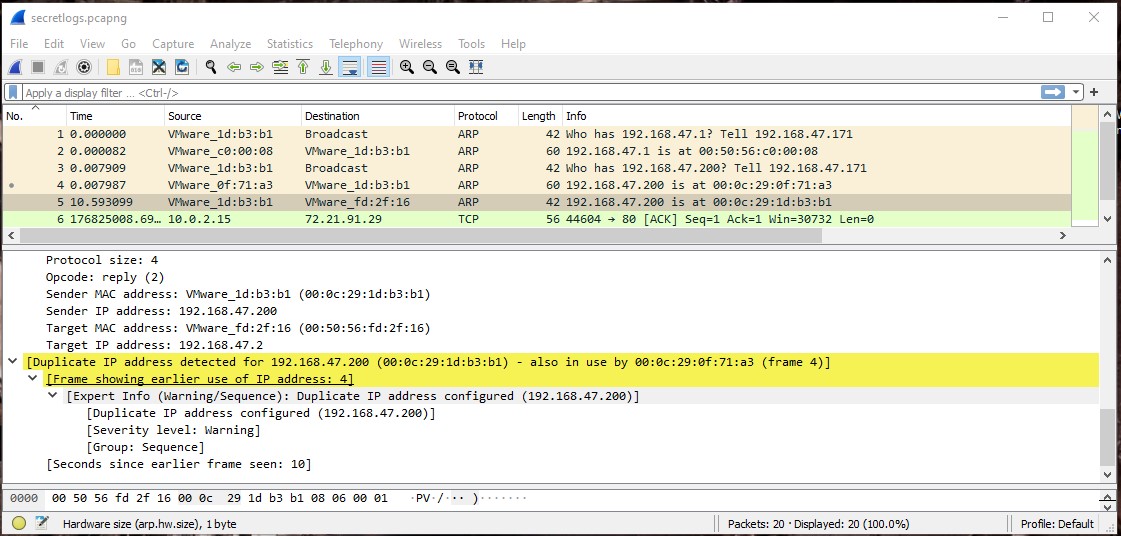 secretlogs.pcapng
File Edit View Go Capture Analyze Statistics Telephony Wireless Tools Help
Apply a display filter ... <Ctrl-/>
No. Time Source Destination Protocol Length Info
1 0.000000 VMware_1d:b3:b1 Broadcast ARP 42 Who has 192.168.47.1? Tell 192.168.47.171
2 0.000082 VMware_c0:00:08 VMware_1d:b3:b1 ARP 60 192.168.47.1 is at 00:50:56:c0:00:08
3 0.007909 VMware_1d:b3:b1 Broadcast ARP 42 Who has 192.168.47.200? Tell 192.168.47.171
4 0.007987 VMware_0f:71:a3 VMware_1d:b3:b1 ARP 60 192.168.47.200 is at 00:0c:29:0f:71:a3
5 10.593099 VMware_1d:b3:b1 VMware_fd:2f:16 ARP 42 192.168.47.200 is at 00:0c:29:1d:b3:b1
6 176825008.69… 10.0.2.15 72.21.91.29 TCP 56 44604 → 80 [ACK] Seq=1 Ack=1 Win=30732 Len=0
Protocol size: 4
Opcode: reply (2)
Sender MAC address: VMware_1d:b3:b1 (00:0c:29:1d:b3:b1)
Sender IP address: 192.168.47.200
Target MAC address: VMware_fd:2f:16 (00:50:56:fd:2f:16)
Target IP address: 192.168.47.2
[Duplicate IP address detected for 192.168.47.200 (00:0c:29:1d:b3:b1) - also in use by 00:0c:29:0f:71:a3 (frame 4)]
[Frame showing earlier use of IP address: 4]
[Expert Info (Warning/Sequence): Duplicate IP address configured (192.168.47.200)]
[Duplicate IP address configured (192.168.47.200)]
[Severity level: Warning]
[Group: Sequence]
[Seconds since earlier frame seen: 10]
0000 00 50 56 fd 2f 16 00 0c 29 1d b3 b1 08 06 00 01 ·PV·/··· )·······
Hardware size (arp.hw.size), 1 byte Packets: 20 · Displayed: 20 (100.0%) Profile: Default